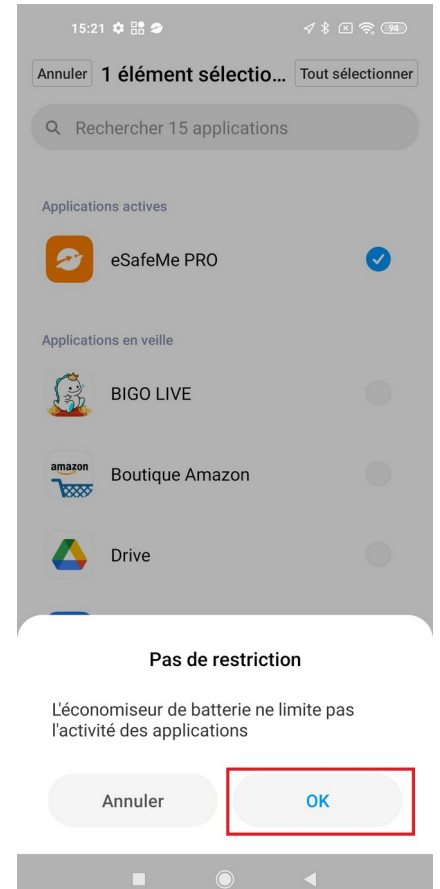 15:21
94
Annuler 1 élément sélectio... Tout sélectionner
Rechercher 15 applications
Applications actives
eSafeMe PRO
Applications en veille
BIGO LIVE
amazon
Boutique Amazon
Drive
Pas de restriction
L'économiseur de batterie ne limite pas
l'activité des applications
Annuler OK